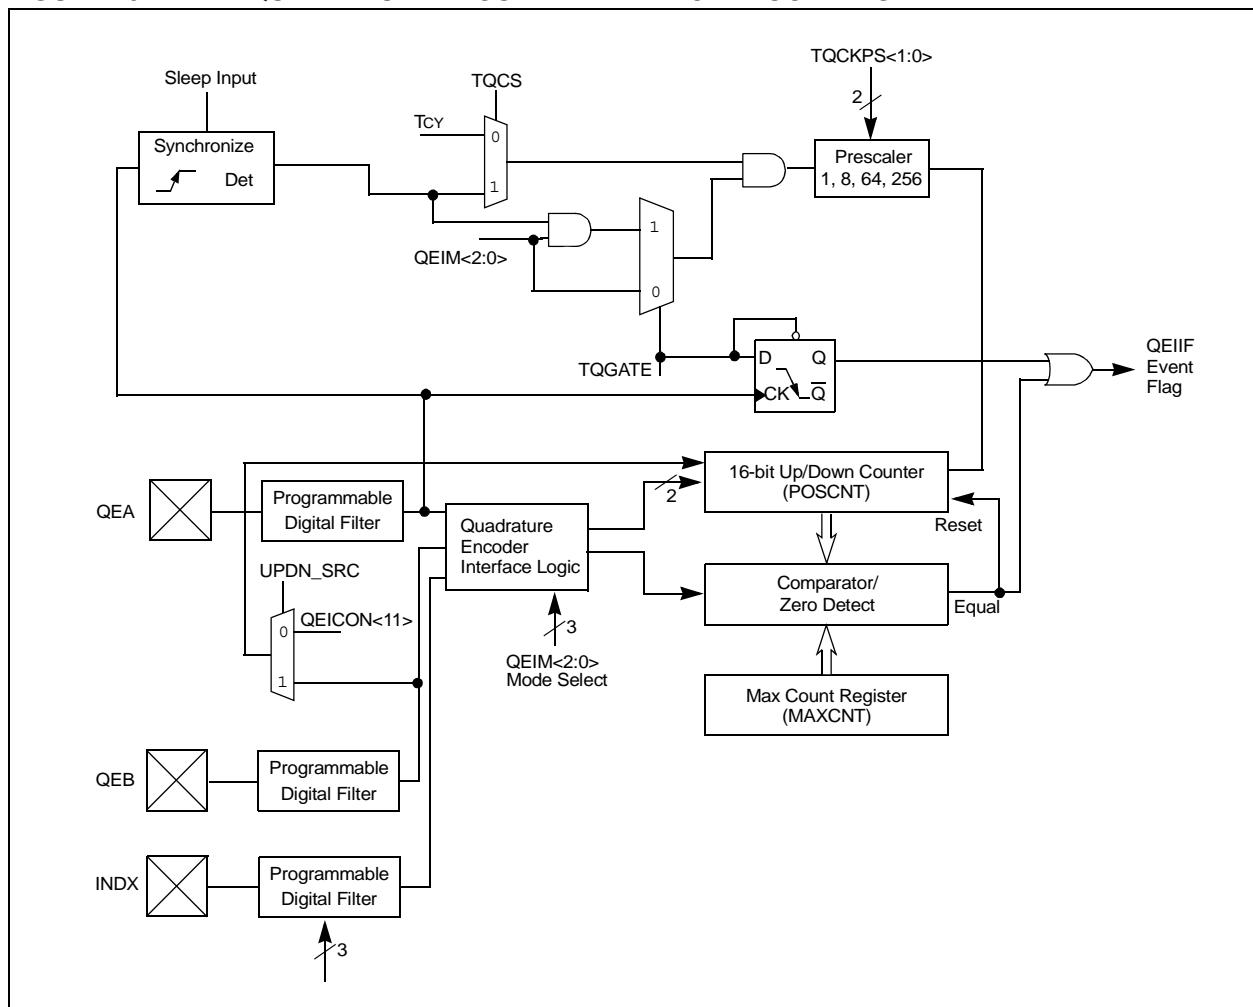 TQCKPS<1:0>
Sleep Input
TQCS
2
TCY
0
Synchronize
Det
Prescaler
1, 8, 64, 256
1
1
QEIM<2:0>
0
TQGATE
D
Q
CK
Q
QEIIF
Event
Flag
16-bit Up/Down Counter
(POSCNT)
2
QEA
Programmable
Digital Filter
Quadrature
Encoder
Interface Logic
Reset
UPDN_SRC
Comparator/
Zero Detect
Equal
0
QEICON<11>
3
1
QEIM<2:0>
Mode Select
Max Count Register
(MAXCNT)
QEB
Programmable
Digital Filter
INDX
Programmable
Digital Filter
3